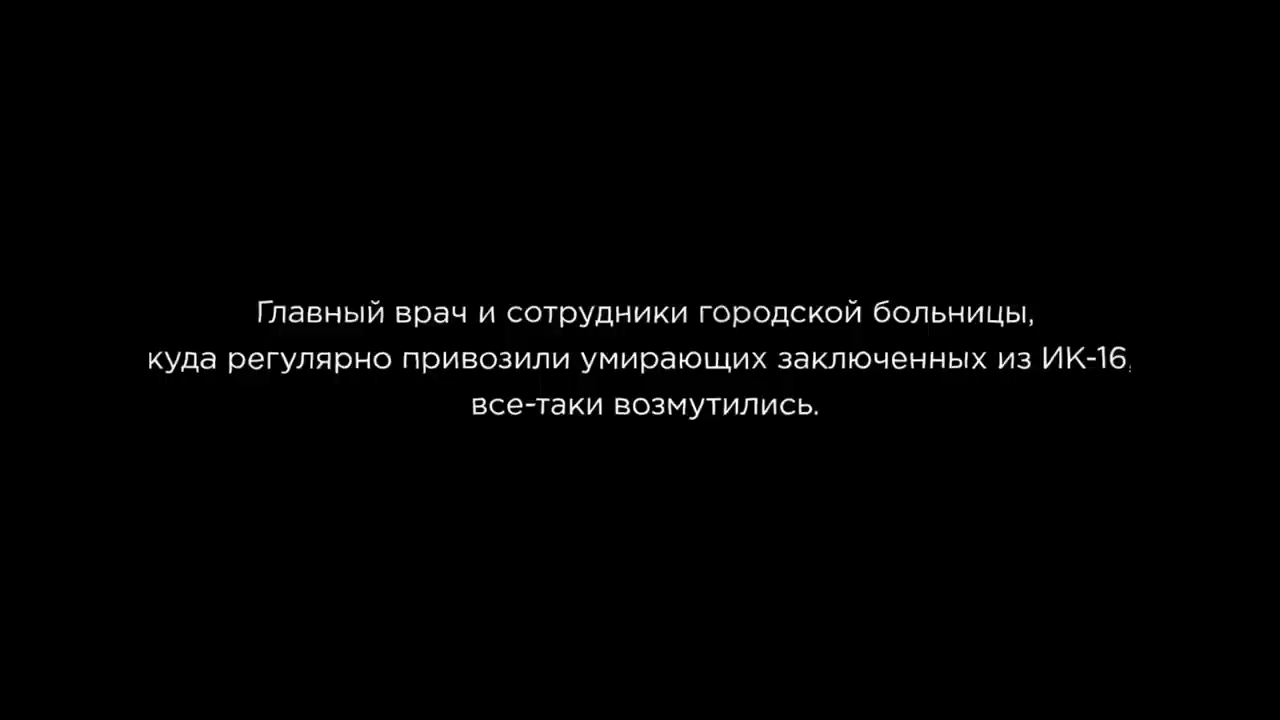 Главный врач и сотрудники городской больницы,
куда регулярно привозили умирающих заключенных из ИК-16,
все-таки возмутились.